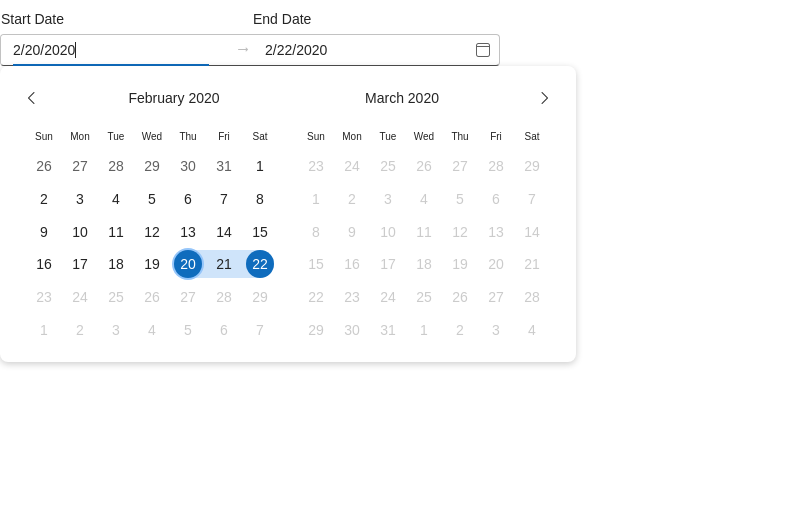 Start Date End Date
2/20/2020 → 2/22/2020
February 2020 March 2020
Sun Mon Tue Wed Thu Fri Sat Sun Mon Tue Wed Thu Fri Sat
26 27 28 29 30 31 1 23 24 25 26 27 28 29
2 3 4 5 6 7 8 1 2 3 4 5 6 7
9 10 11 12 13 14 15 8 9 10 11 12 13 14
16 17 18 19 20 21 22 15 16 17 18 19 20 21
23 24 25 26 27 28 29 22 23 24 25 26 27 28
1 2 3 4 5 6 7 29 30 31 1 2 3 4